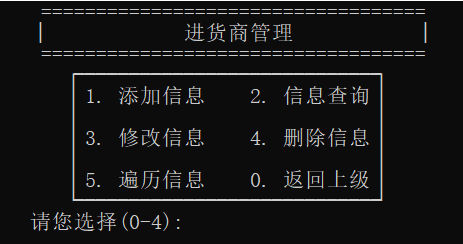 进货商管理
1. 添加信息 2. 信息查询
3. 修改信息 4. 删除信息
5. 遍历信息 0. 返回上级
请您选择(0-4):